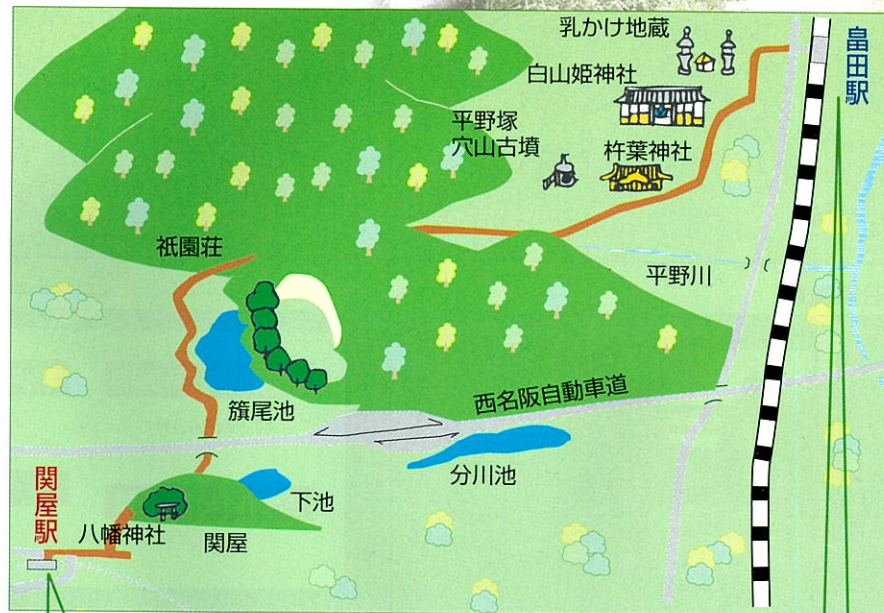 乳かけ地蔵
畠田駅
白山姫神社
平野塚
穴山古墳
杵葉神社
祇園荘
平野川
西名阪自動車道
籏尾池
分川池
関屋駅
下池
八幡神社
関屋